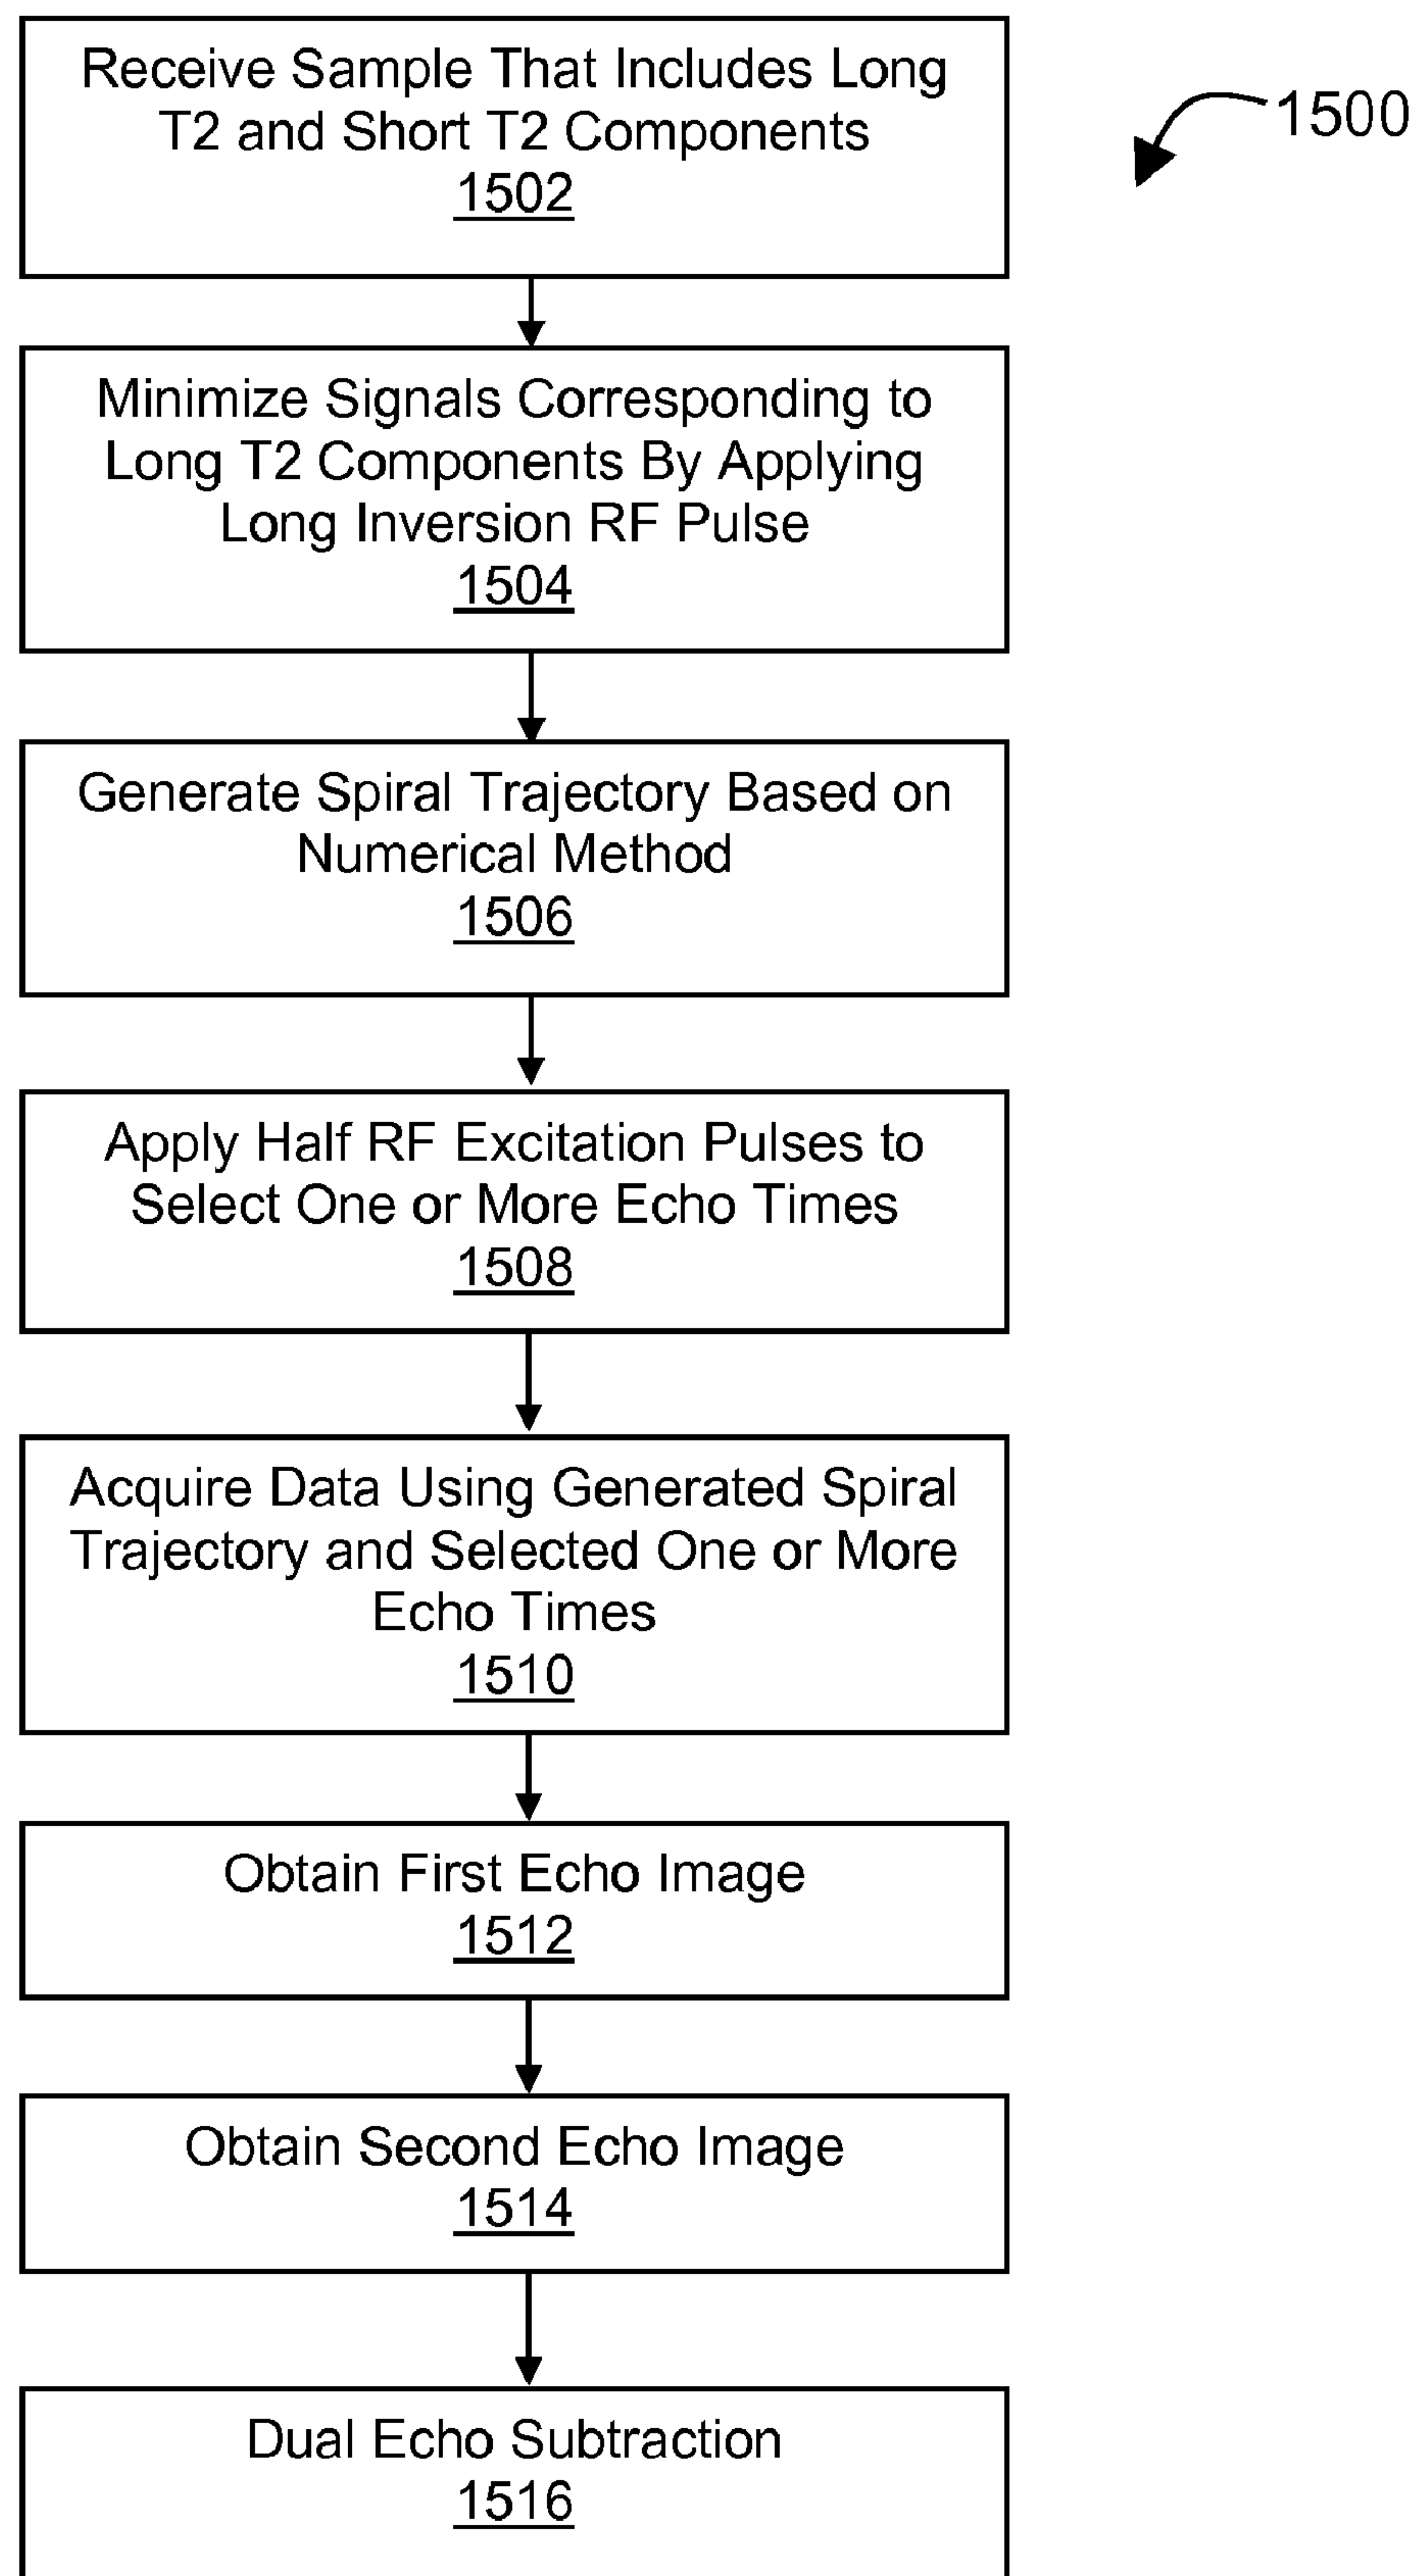 Receive Sample That Includes Long
T2 and Short T2 Components
1502
1500
Minimize Signals Corresponding to
Long T2 Components By Applying
Long Inversion RF Pulse
1504
Generate Spiral Trajectory Based on
Numerical Method
1506
Apply Half RF Excitation Pulses to
Select One or More Echo Times
1508
Acquire Data Using Generated Spiral
Trajectory and Selected One or More
Echo Times
1510
Obtain First Echo Image
1512
Obtain Second Echo Image
1514
Dual Echo Subtraction
1516